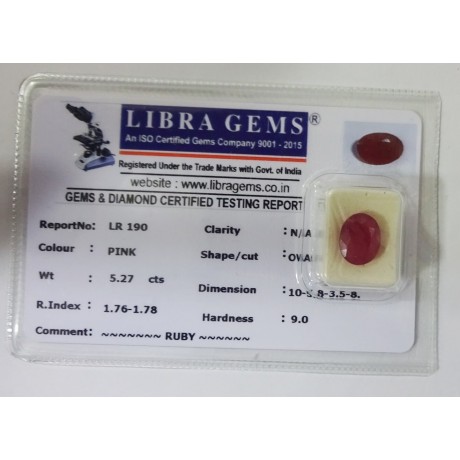 LIBRA GEMS ®
An ISO Certified Gems Company 9001 - 2015
Registered Under the Trade Marks with Govt. of India
website : www.libragems.co.in
GEMS & DIAMOND CERTIFIED TESTING REPORT
ReportNo: LR 190 Clarity : N/A
Colour : PINK Shape/cut :
Wt : 5.27 cts Dimension :
R.Index : 1.76-1.78 Hardness : 9.0
Comment: ~~~~~~~ RUBY ~~~~~~